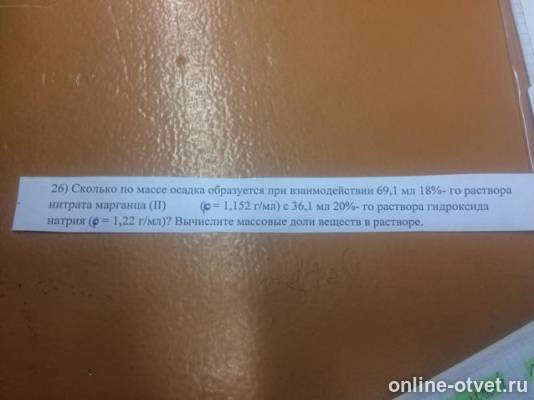 26) Сколько по массе осадка образуется при взаимодействии 69,1 мл 18%- го раствора
нитрата марганца (II) (ρ = 1,152 г/мл) с 36,1 мл 20%- го раствора гидроксида
натрия (ρ = 1,22 г/мл)? Вычислите массовые доли веществ в растворе.
online-otvet.ru